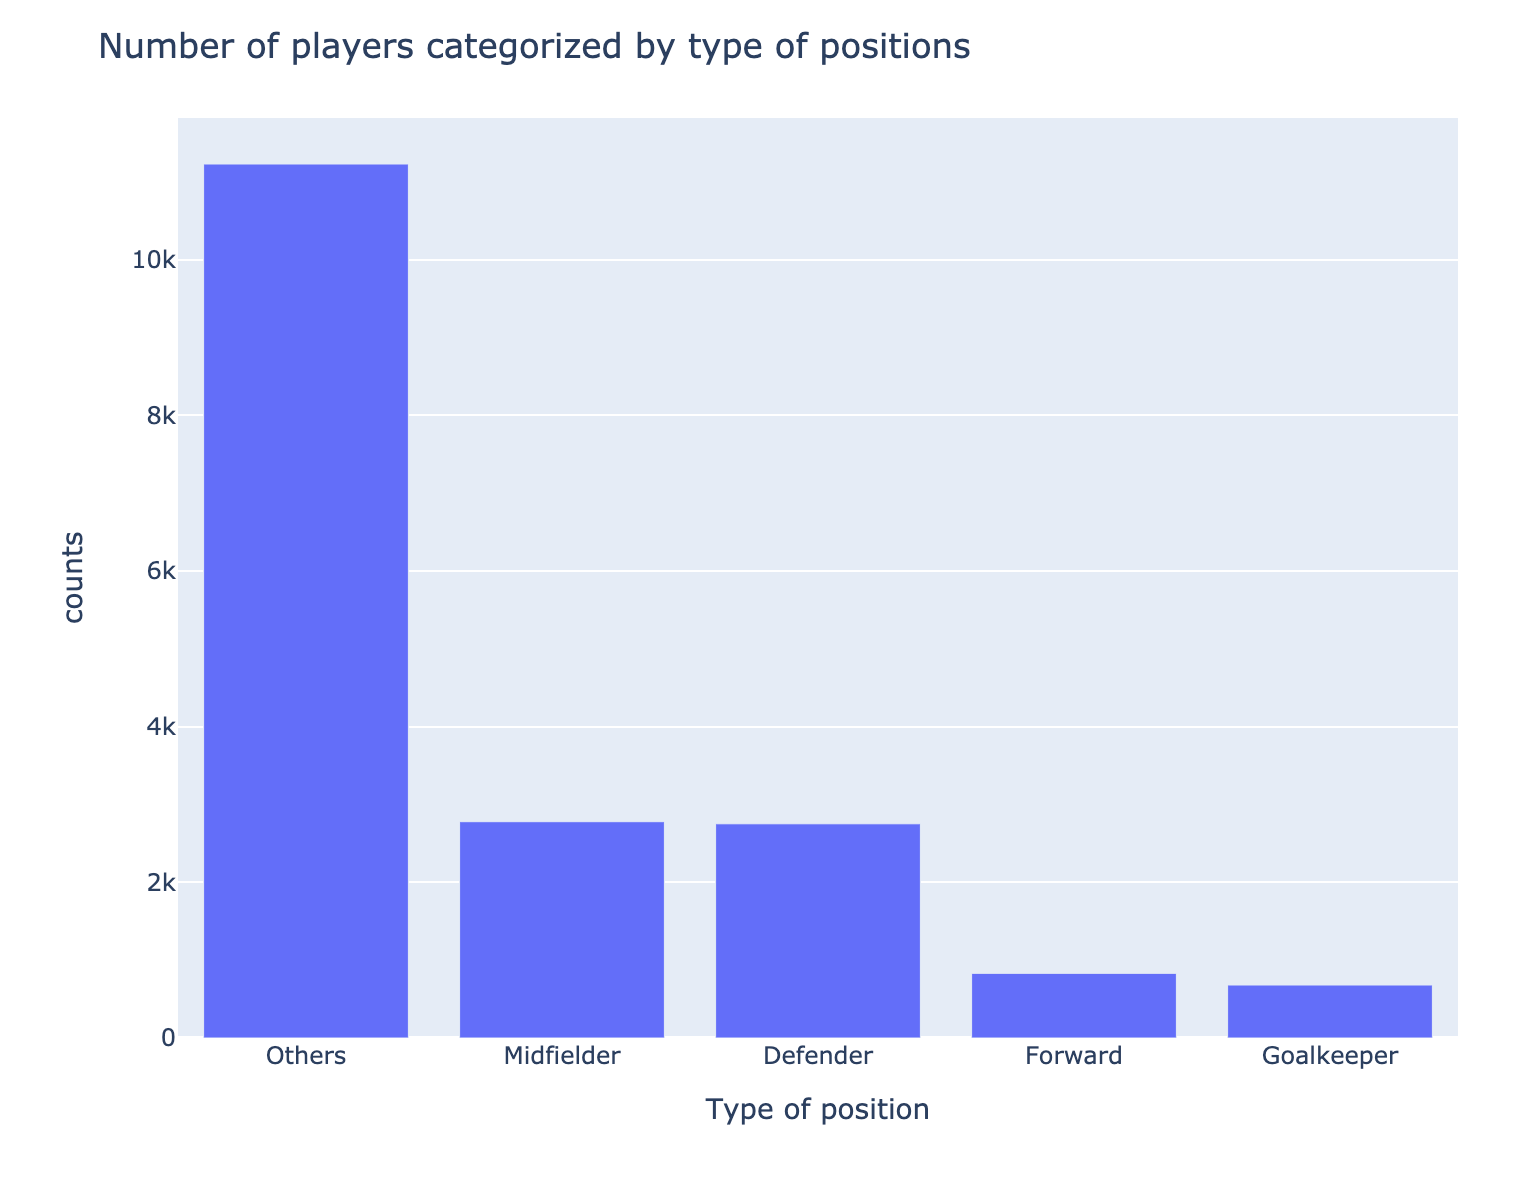 Number of players categorized by type of positions
10k
8k
6k
4k
2k
0
counts
Others Midfielder Defender Forward Goalkeeper
Type of position